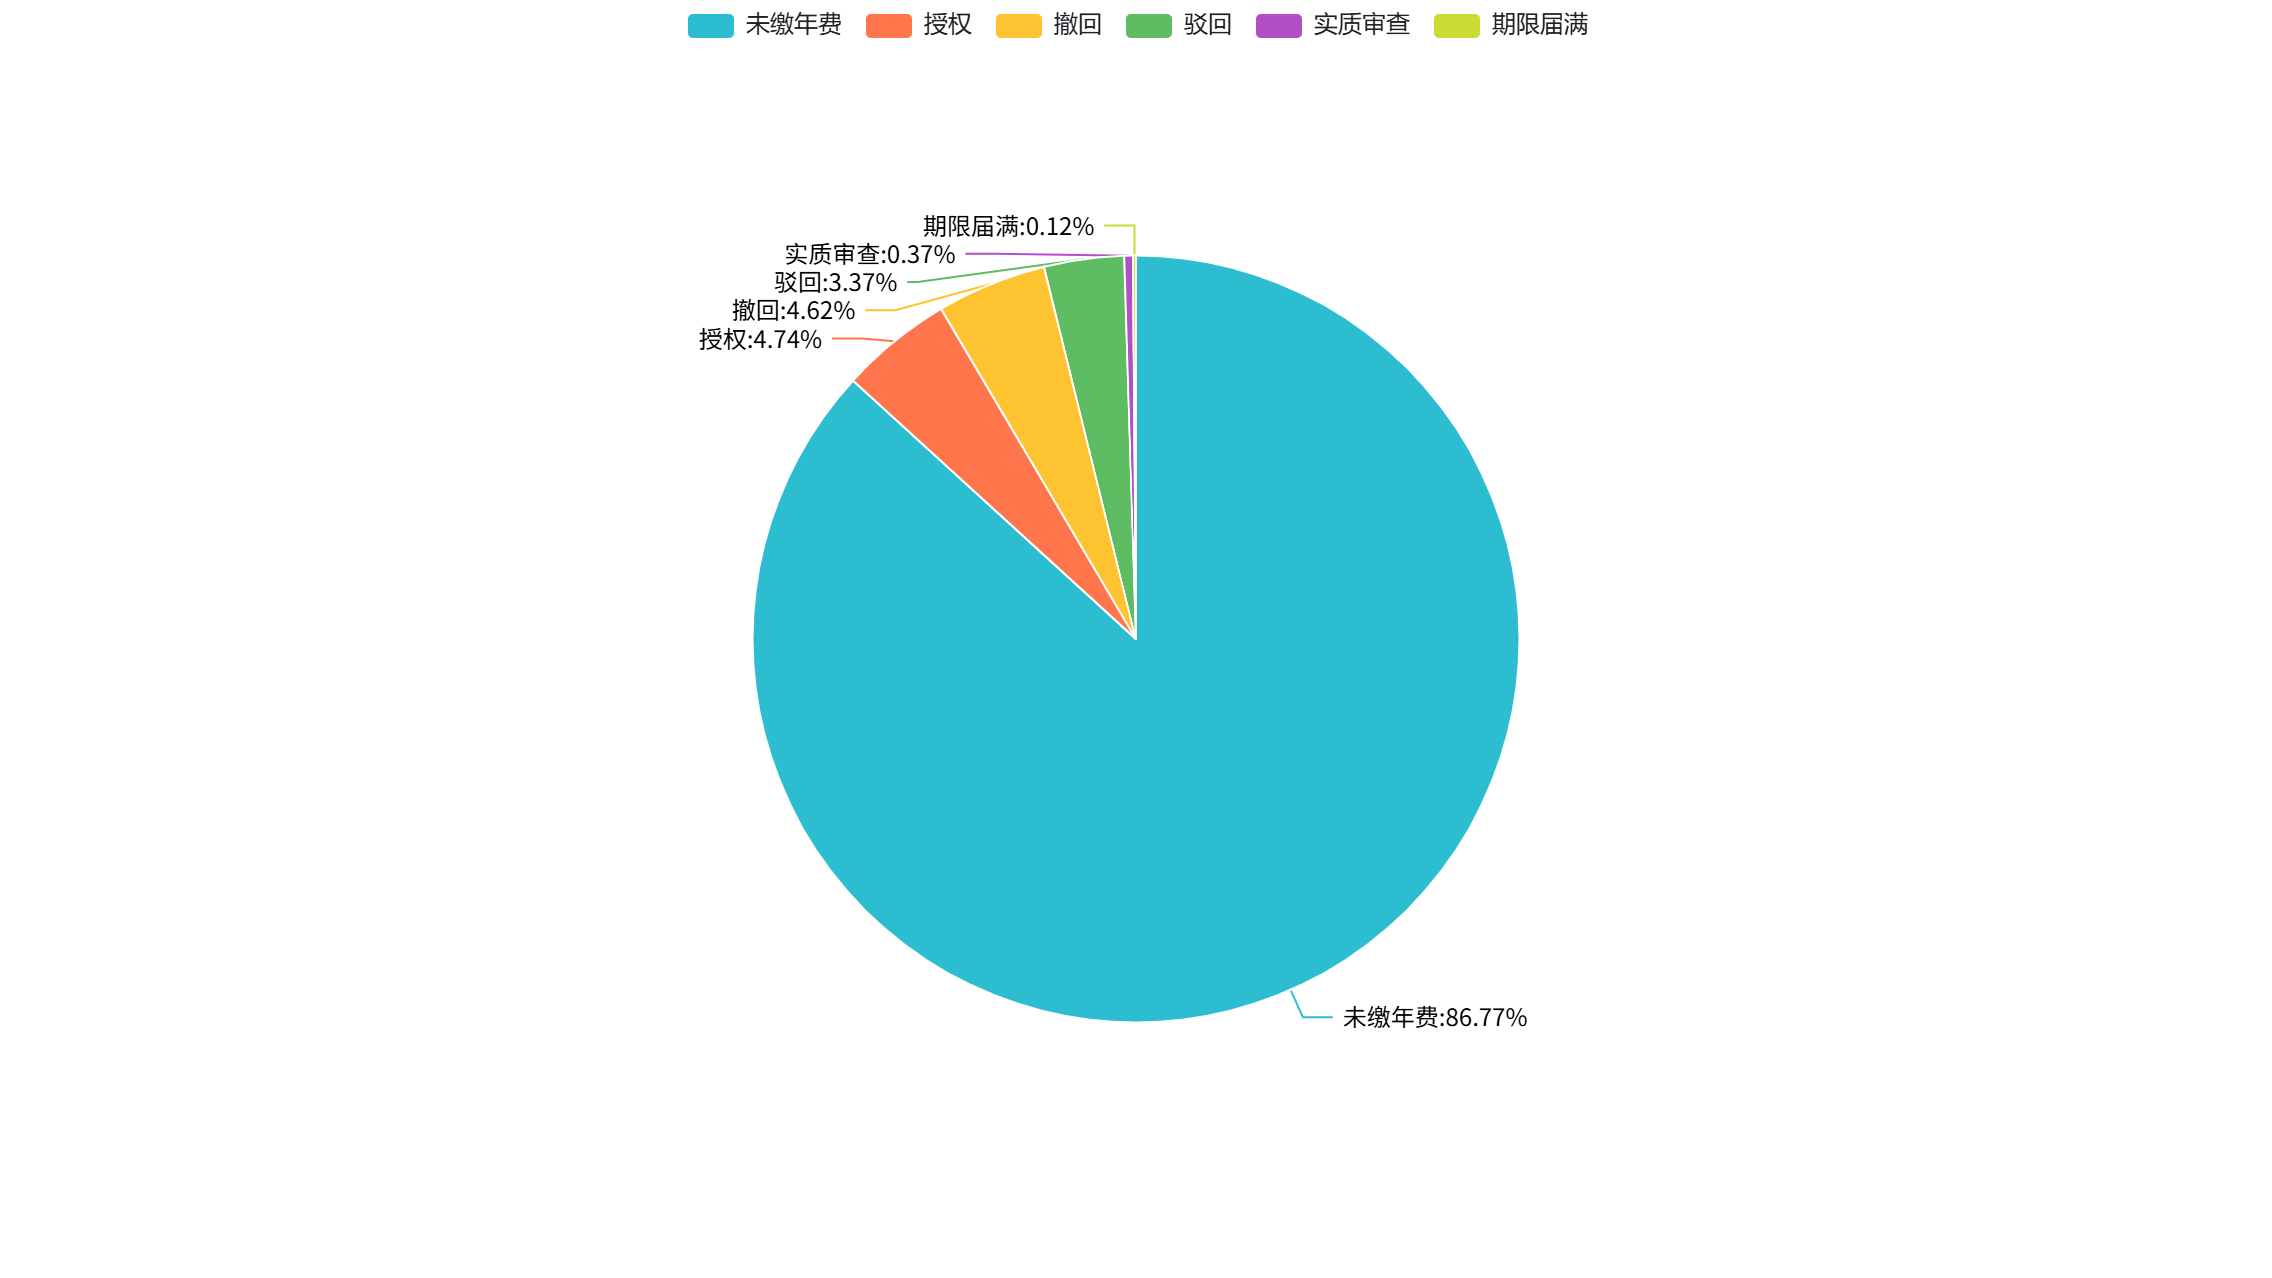 未缴年费 授权 撤回 驳回 实质审查 期限届满
期限届满:0.12%
实质审查:0.37%
驳回:3.37%
撤回:4.62%
授权:4.74%
未缴年费:86.77%